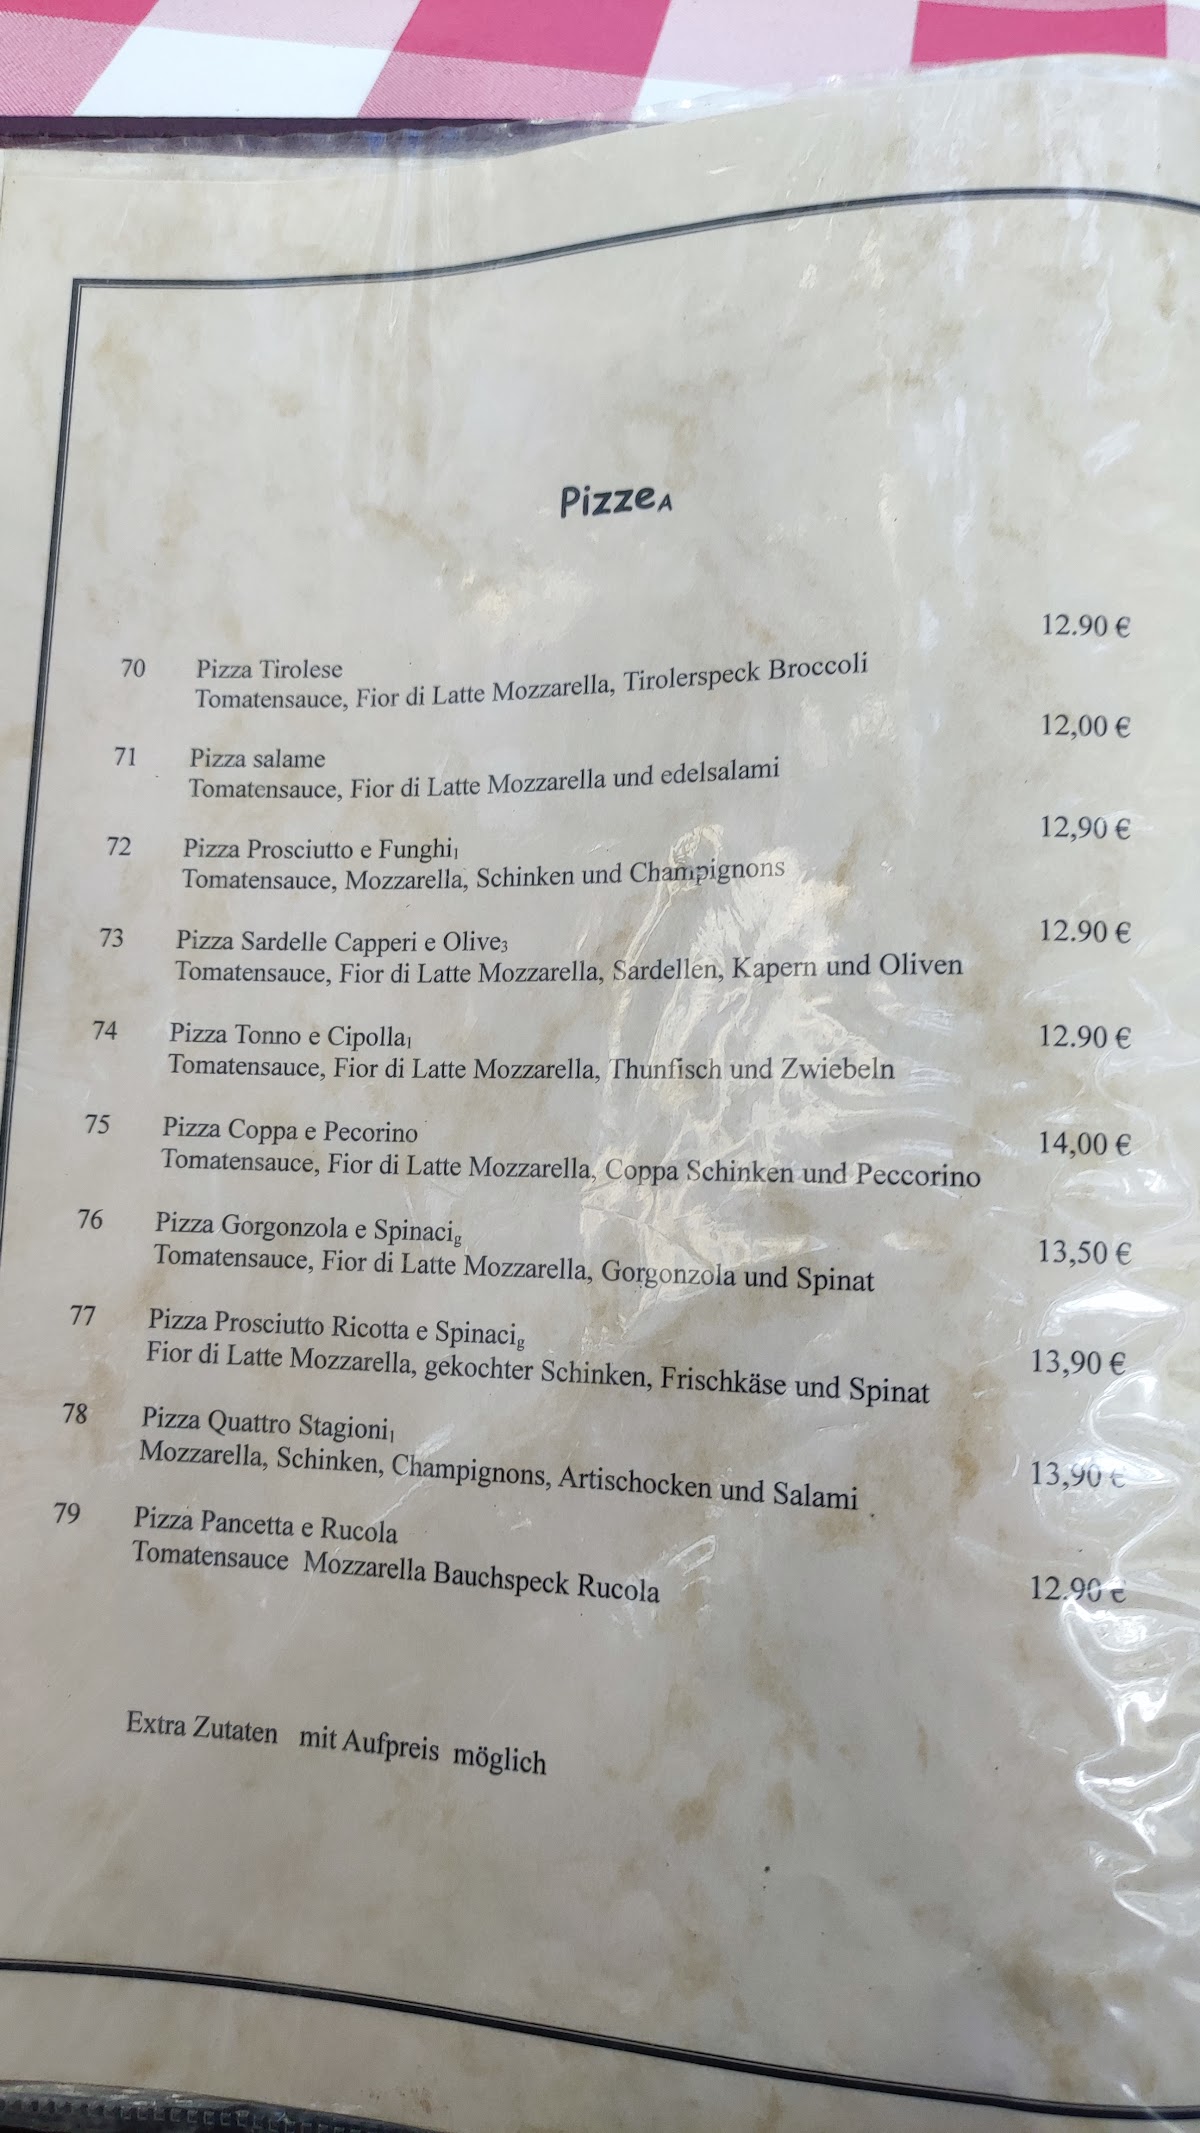 PizzeA
12.90 €
70 Pizza Tirolese
Tomatensauce, Fior di Latte Mozzarella, Tirolerspeck Broccoli
12,00 €
71 Pizza salame
Tomatensauce, Fior di Latte Mozzarella und edelsalami
12,90 €
72 Pizza Prosciutto e Funghi1
Tomatensauce, Mozzarella, Schinken und Champignons
73 Pizza Sardelle Capperi e Olive3 12.90 €
Tomatensauce, Fior di Latte Mozzarella, Sardellen, Kapern und Oliven
74 Pizza Tonno e Cipolla1 12.90 €
Tomatensauce, Fior di Latte Mozzarella, Thunfisch und Zwiebeln
75 Pizza Coppa e Pecorino 14,00 €
Tomatensauce, Fior di Latte Mozzarella, Coppa Schinken und Peccorino
76 Pizza Gorgonzola e Spinacig 13,50 €
Tomatensauce, Fior di Latte Mozzarella, Gorgonzola und Spinat
77 Pizza Prosciutto Ricotta e Spinacig 13,90 €
Fior di Latte Mozzarella, gekochter Schinken, Frischkäse und Spinat
78 Pizza Quattro Stagioni1 13,90 €
Mozzarella, Schinken, Champignons, Artischocken und Salami
79 Pizza Pancetta e Rucola 12.90 €
Tomatensauce Mozzarella Bauchspeck Rucola
Extra Zutaten mit Aufpreis möglich